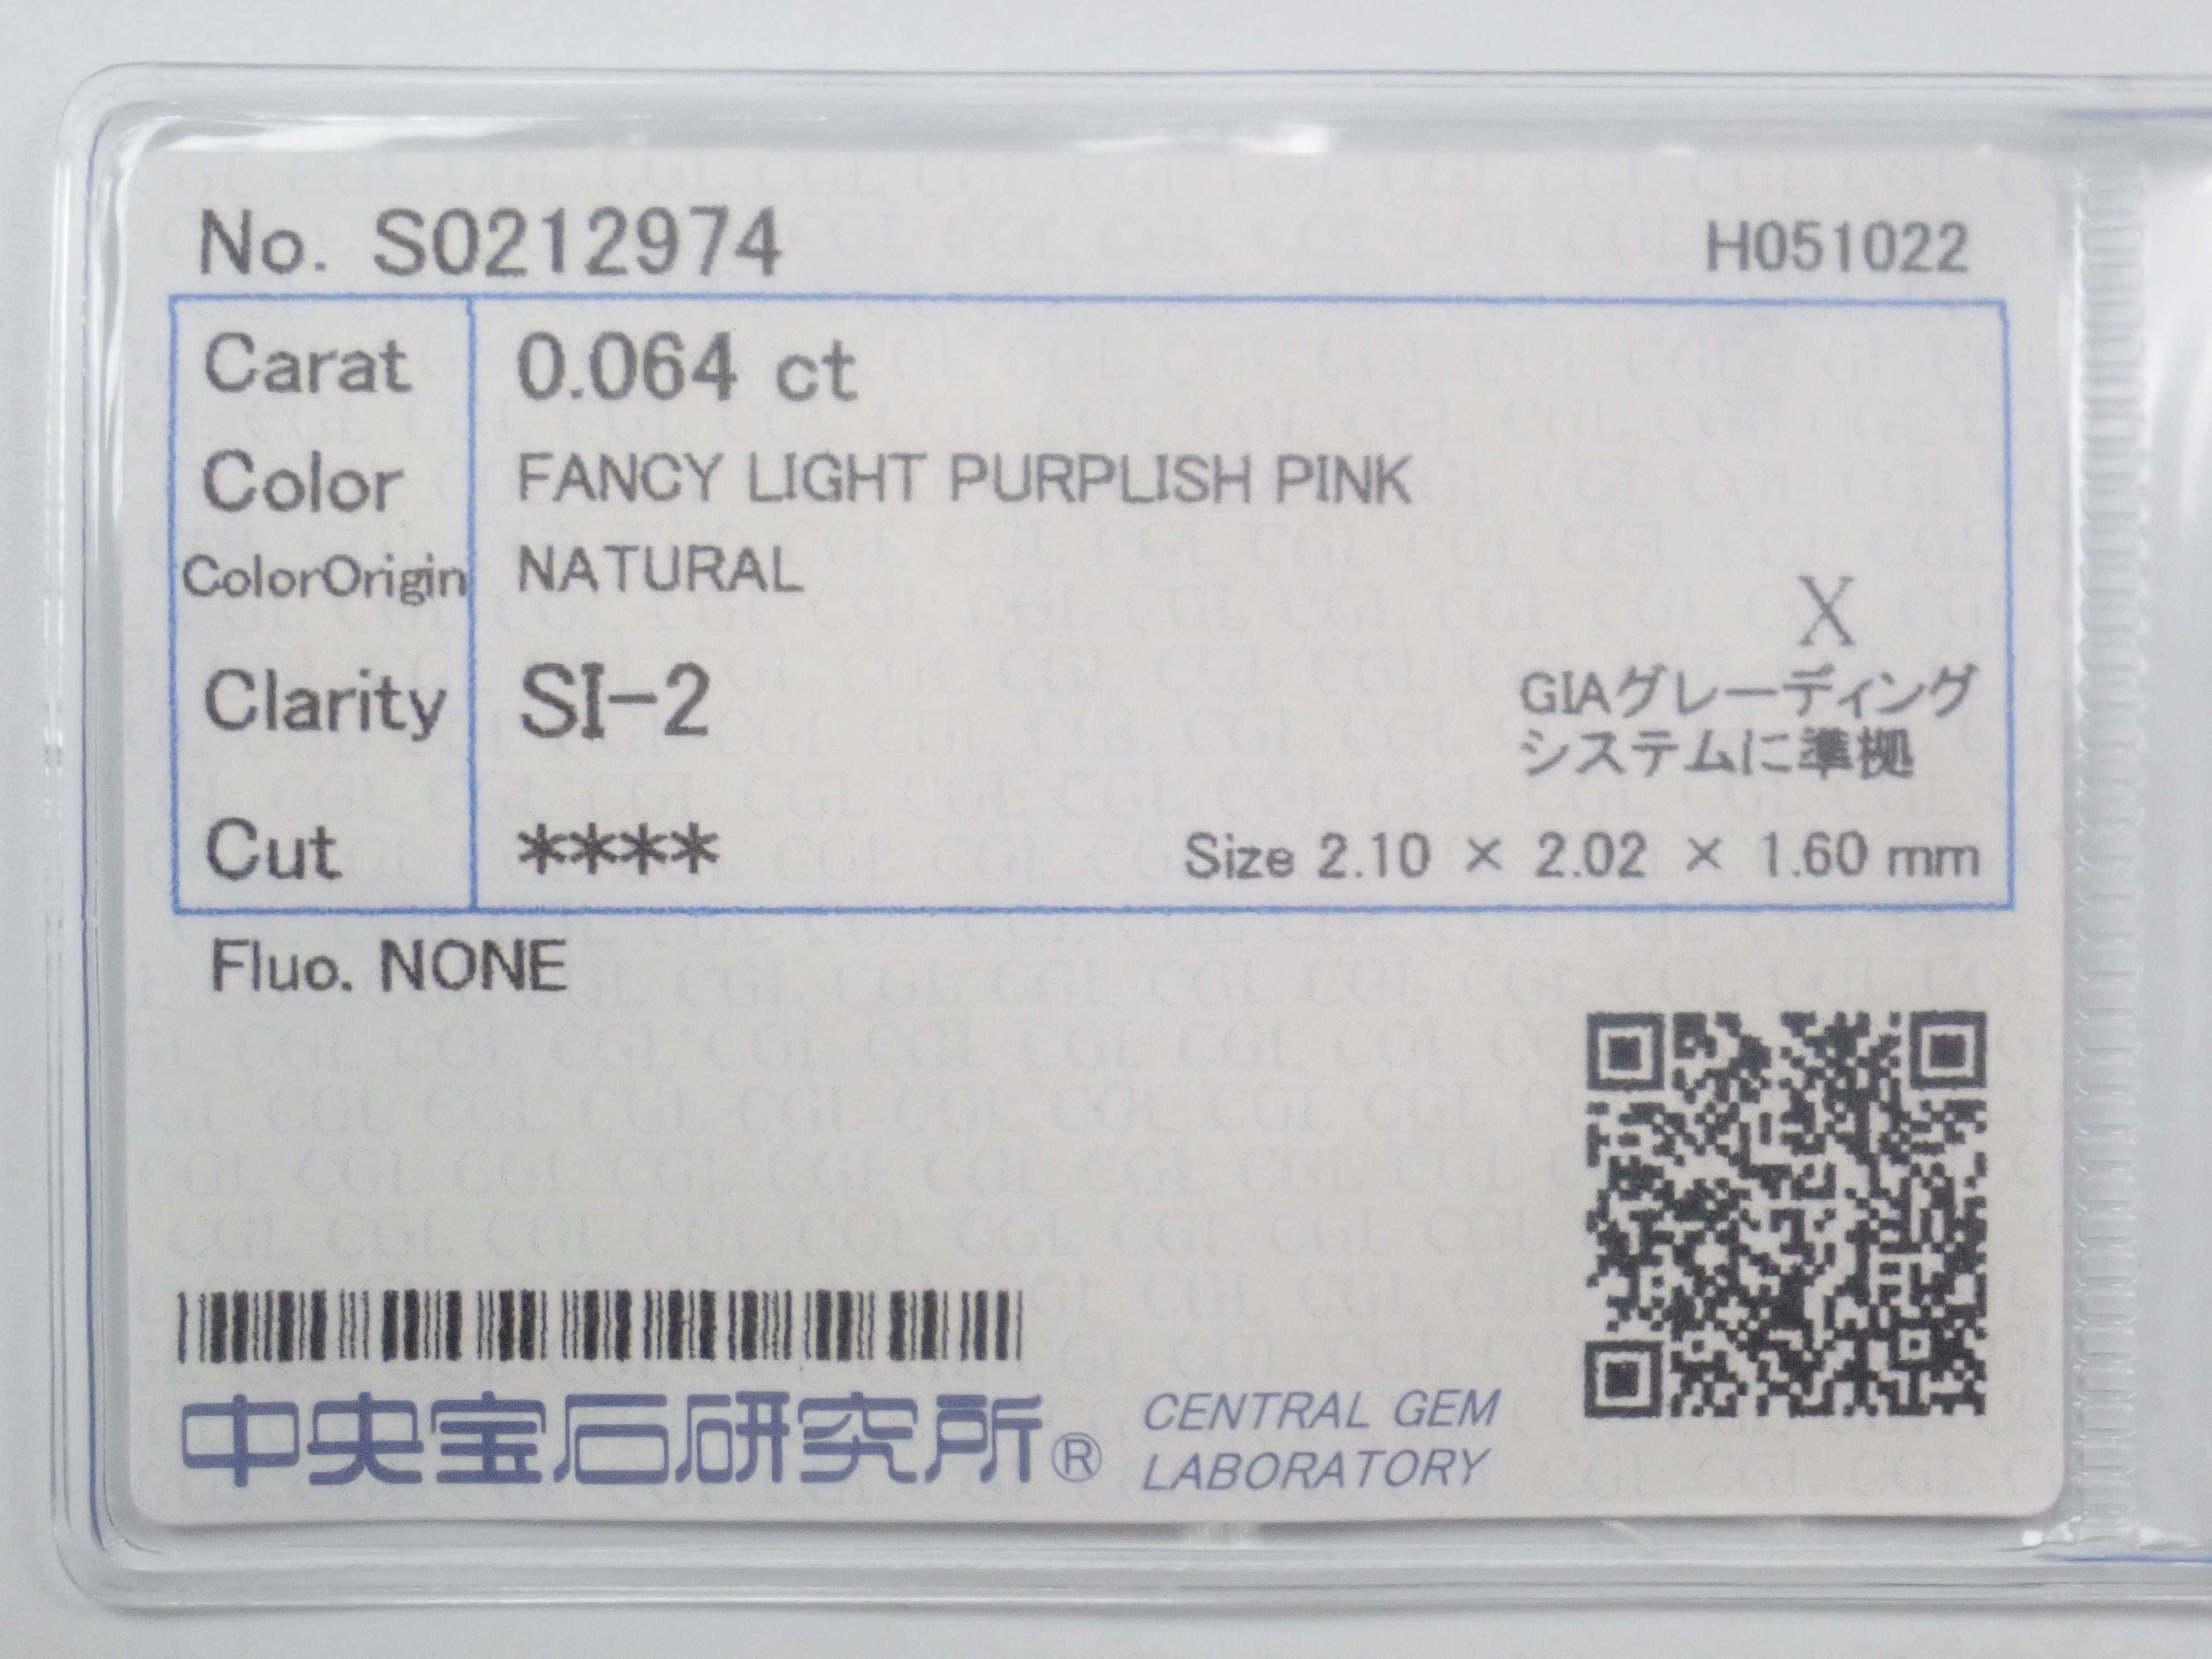 No. S0212974 H051022
Carat 0.064 ct
Color FANCY LIGHT PURPLISH PINK
ColorOrigin NATURAL
X
Clarity SI-2
GIAグレーディング
システムに準拠
Cut **** Size 2.10 × 2.02 × 1.60 mm
Fluo. NONE
中央宝石研究所®
CENTRAL GEM
LABORATORY